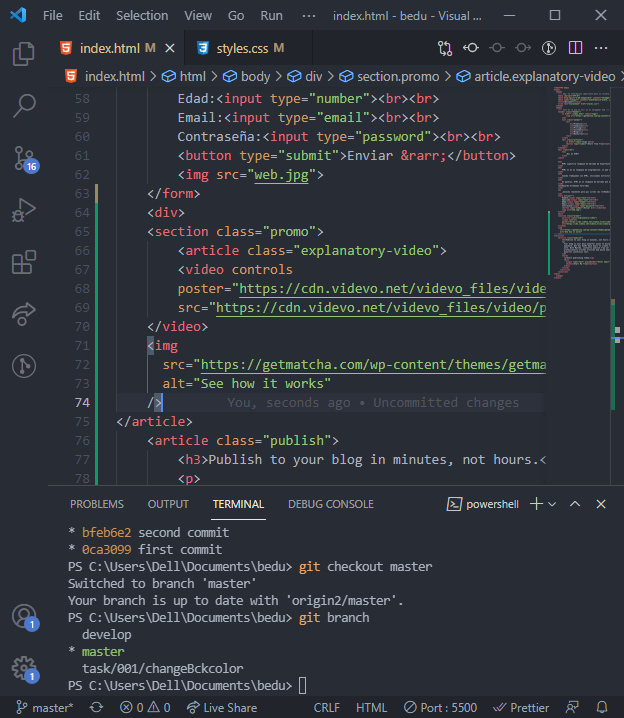 File Edit Selection View Go Run ··· index.html - bedu - Visual ...
index.html M × styles.css M
index.html > html > body > div > section.promo > article.explanatory-video >
58 Edad:<input type="number"><br><br>
59 Email:<input type="email"><br><br>
60 Contraseña:<input type="password"><br><br>
61 <button type="submit">Enviar &rarr;</button>
62 <img src="web.jpg">
63 </form>
64 <div>
65 <section class="promo">
66 <article class="explanatory-video">
67 <video controls
68 poster="https://cdn.videvo.net/videvo_files/vide
69 src="https://cdn.videvo.net/videvo_files/video/p
70 </video>
71 <img
72 src="https://getmatcha.com/wp-content/themes/getma
73 alt="See how it works"
74 /> You, seconds ago • Uncommitted changes
75 </article>
76 <article class="publish">
77 <h3>Publish to your blog in minutes, not hours.<
78 <p>
16
PROBLEMS OUTPUT TERMINAL DEBUG CONSOLE powershell
* bfeb6e2 second commit
* 0ca3099 first commit
PS C:\Users\Dell\Documents\bedu> git checkout master
Switched to branch 'master'
Your branch is up to date with 'origin2/master'.
PS C:\Users\Dell\Documents\bedu> git branch
develop
* master
task/001/changeBckcolor
PS C:\Users\Dell\Documents\bedu>
1
1
master* 0 0 Live Share CRLF HTML Port : 5500 Prettier